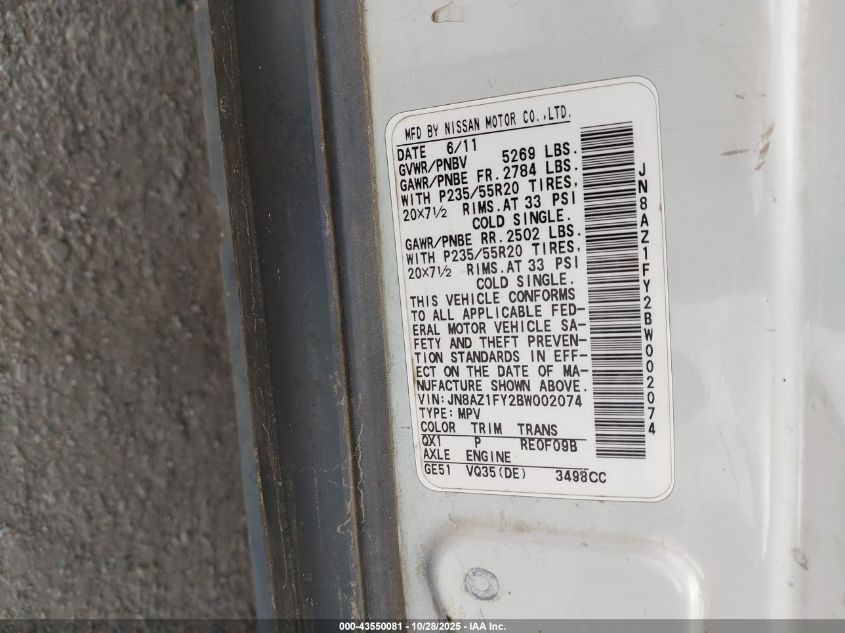 MFD BY NISSAN MOTOR CO.,LTD.
DATE 6/11
GVWR/PNBV 5269 LBS.
GAWR/PNBE FR. 2784 LBS.
WITH P235/55R20 TIRES,
20X7½ RIMS. AT 33 PSI
COLD SINGLE.
GAWR/PNBE RR. 2502 LBS.
WITH P235/55R20 TIRES,
20X7½ RIMS. AT 33 PSI
COLD SINGLE.
THIS VEHICLE CONFORMS
TO ALL APPLICABLE FED-
ERAL MOTOR VEHICLE SA-
FETY AND THEFT PREVEN-
TION STANDARDS IN EFF-
ECT ON THE DATE OF MA-
NUFACTURE SHOWN ABOVE.
VIN: JN8AZ1FY2BW002074
TYPE: MPV
COLOR TRIM TRANS
QX1 P RE0F09B
AXLE ENGINE
GE51 VQ35(DE) 3498CC
JN8AZ1FY2BW002074
000-43550081 - 10/28/2025 - IAA Inc.